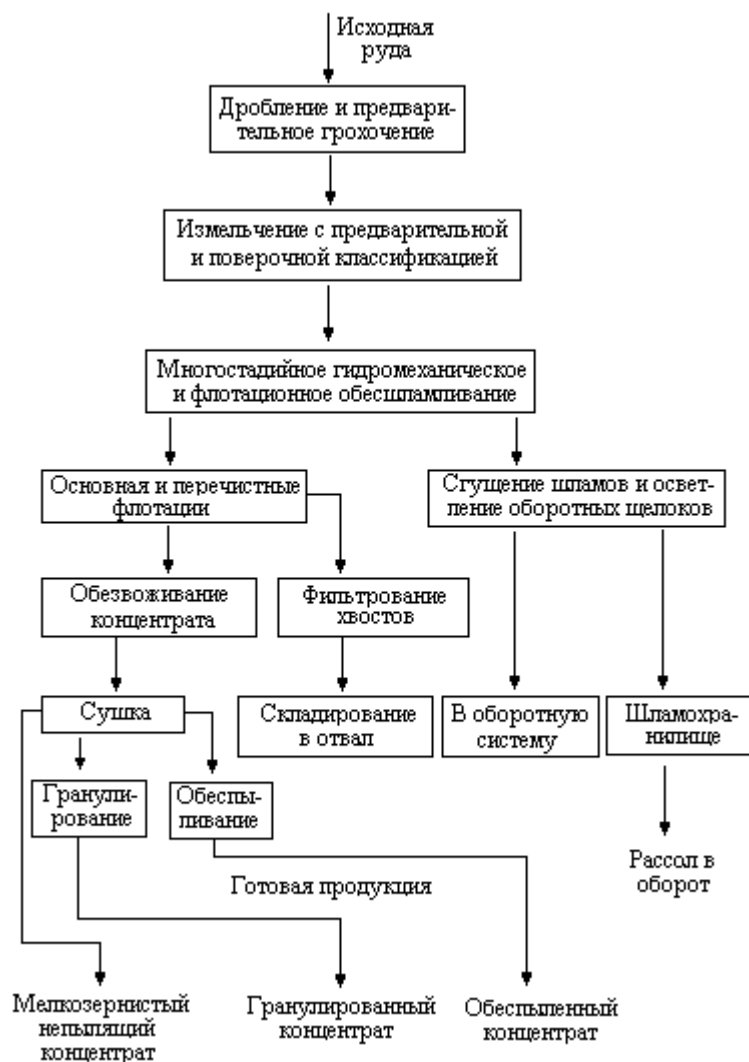 Исходная
руда
Дробление и предвари-
тельное грохочение
Измельчение с предварительной
и поверочной классификацией
Многостадийное гидромеханическое
и флотационное обесшламливание
Основная и перечистные
флотации
Сгущение шламов и освет-
ление оборотных щелоков
Обезвоживание
концентрата
Фильтрование
хвостов
Сушка
Складирование
в отвал
В оборотную
систему
Шламохра-
нилище
Гранули-
рование
Обеспы-
ливание
Рассол в
оборот
Готовая продукция
Мелкозернистый
непылящий
концентрат
Гранулированный
концентрат
Обеспыленный
концентрат